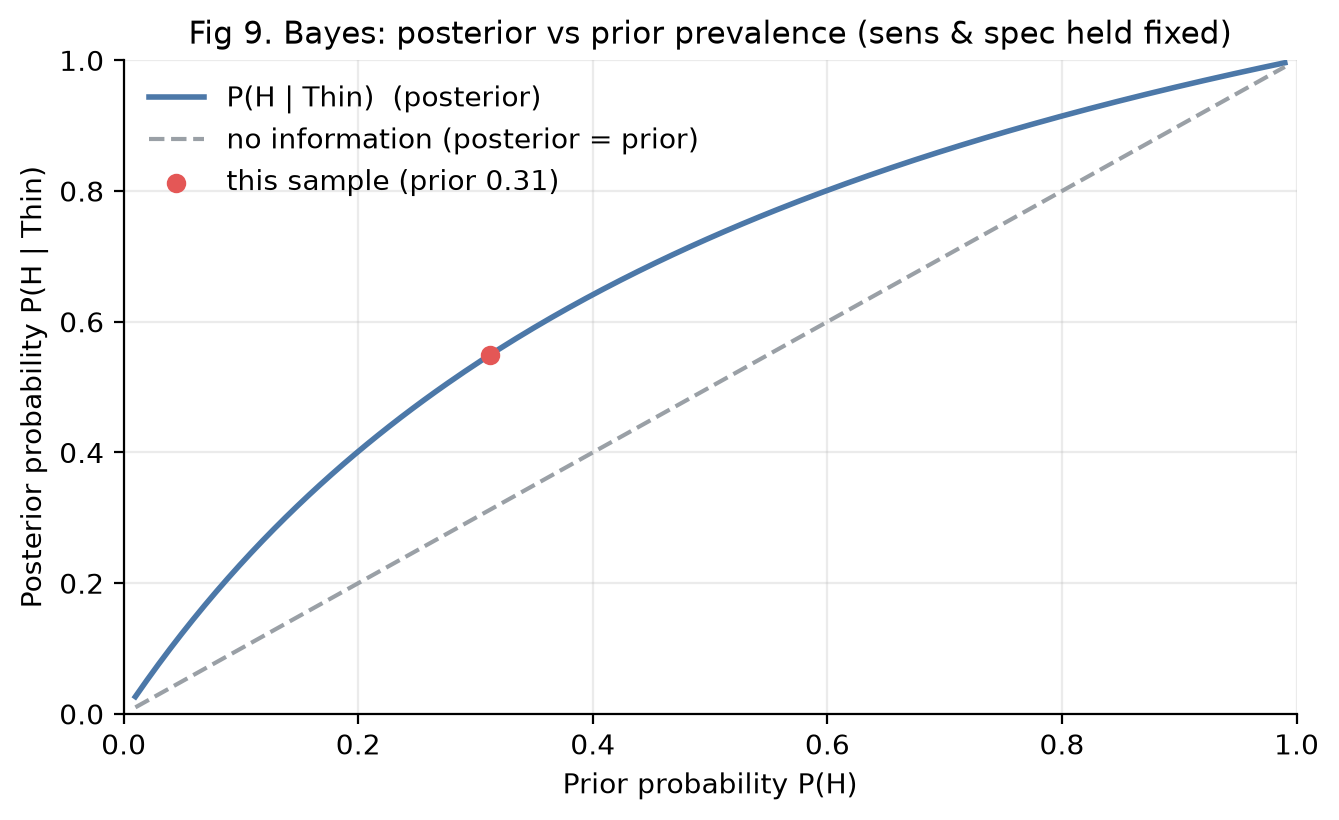 Fig 9. Bayes: posterior vs prior prevalence (sens & spec held fixed)
P(H | Thin)  (posterior)
no information (posterior = prior)
this sample (prior 0.31)
Posterior probability P(H | Thin)
1.0
0.8
0.6
0.4
0.2
0.0
0.0 0.2 0.4 0.6 0.8 1.0
Prior probability P(H)